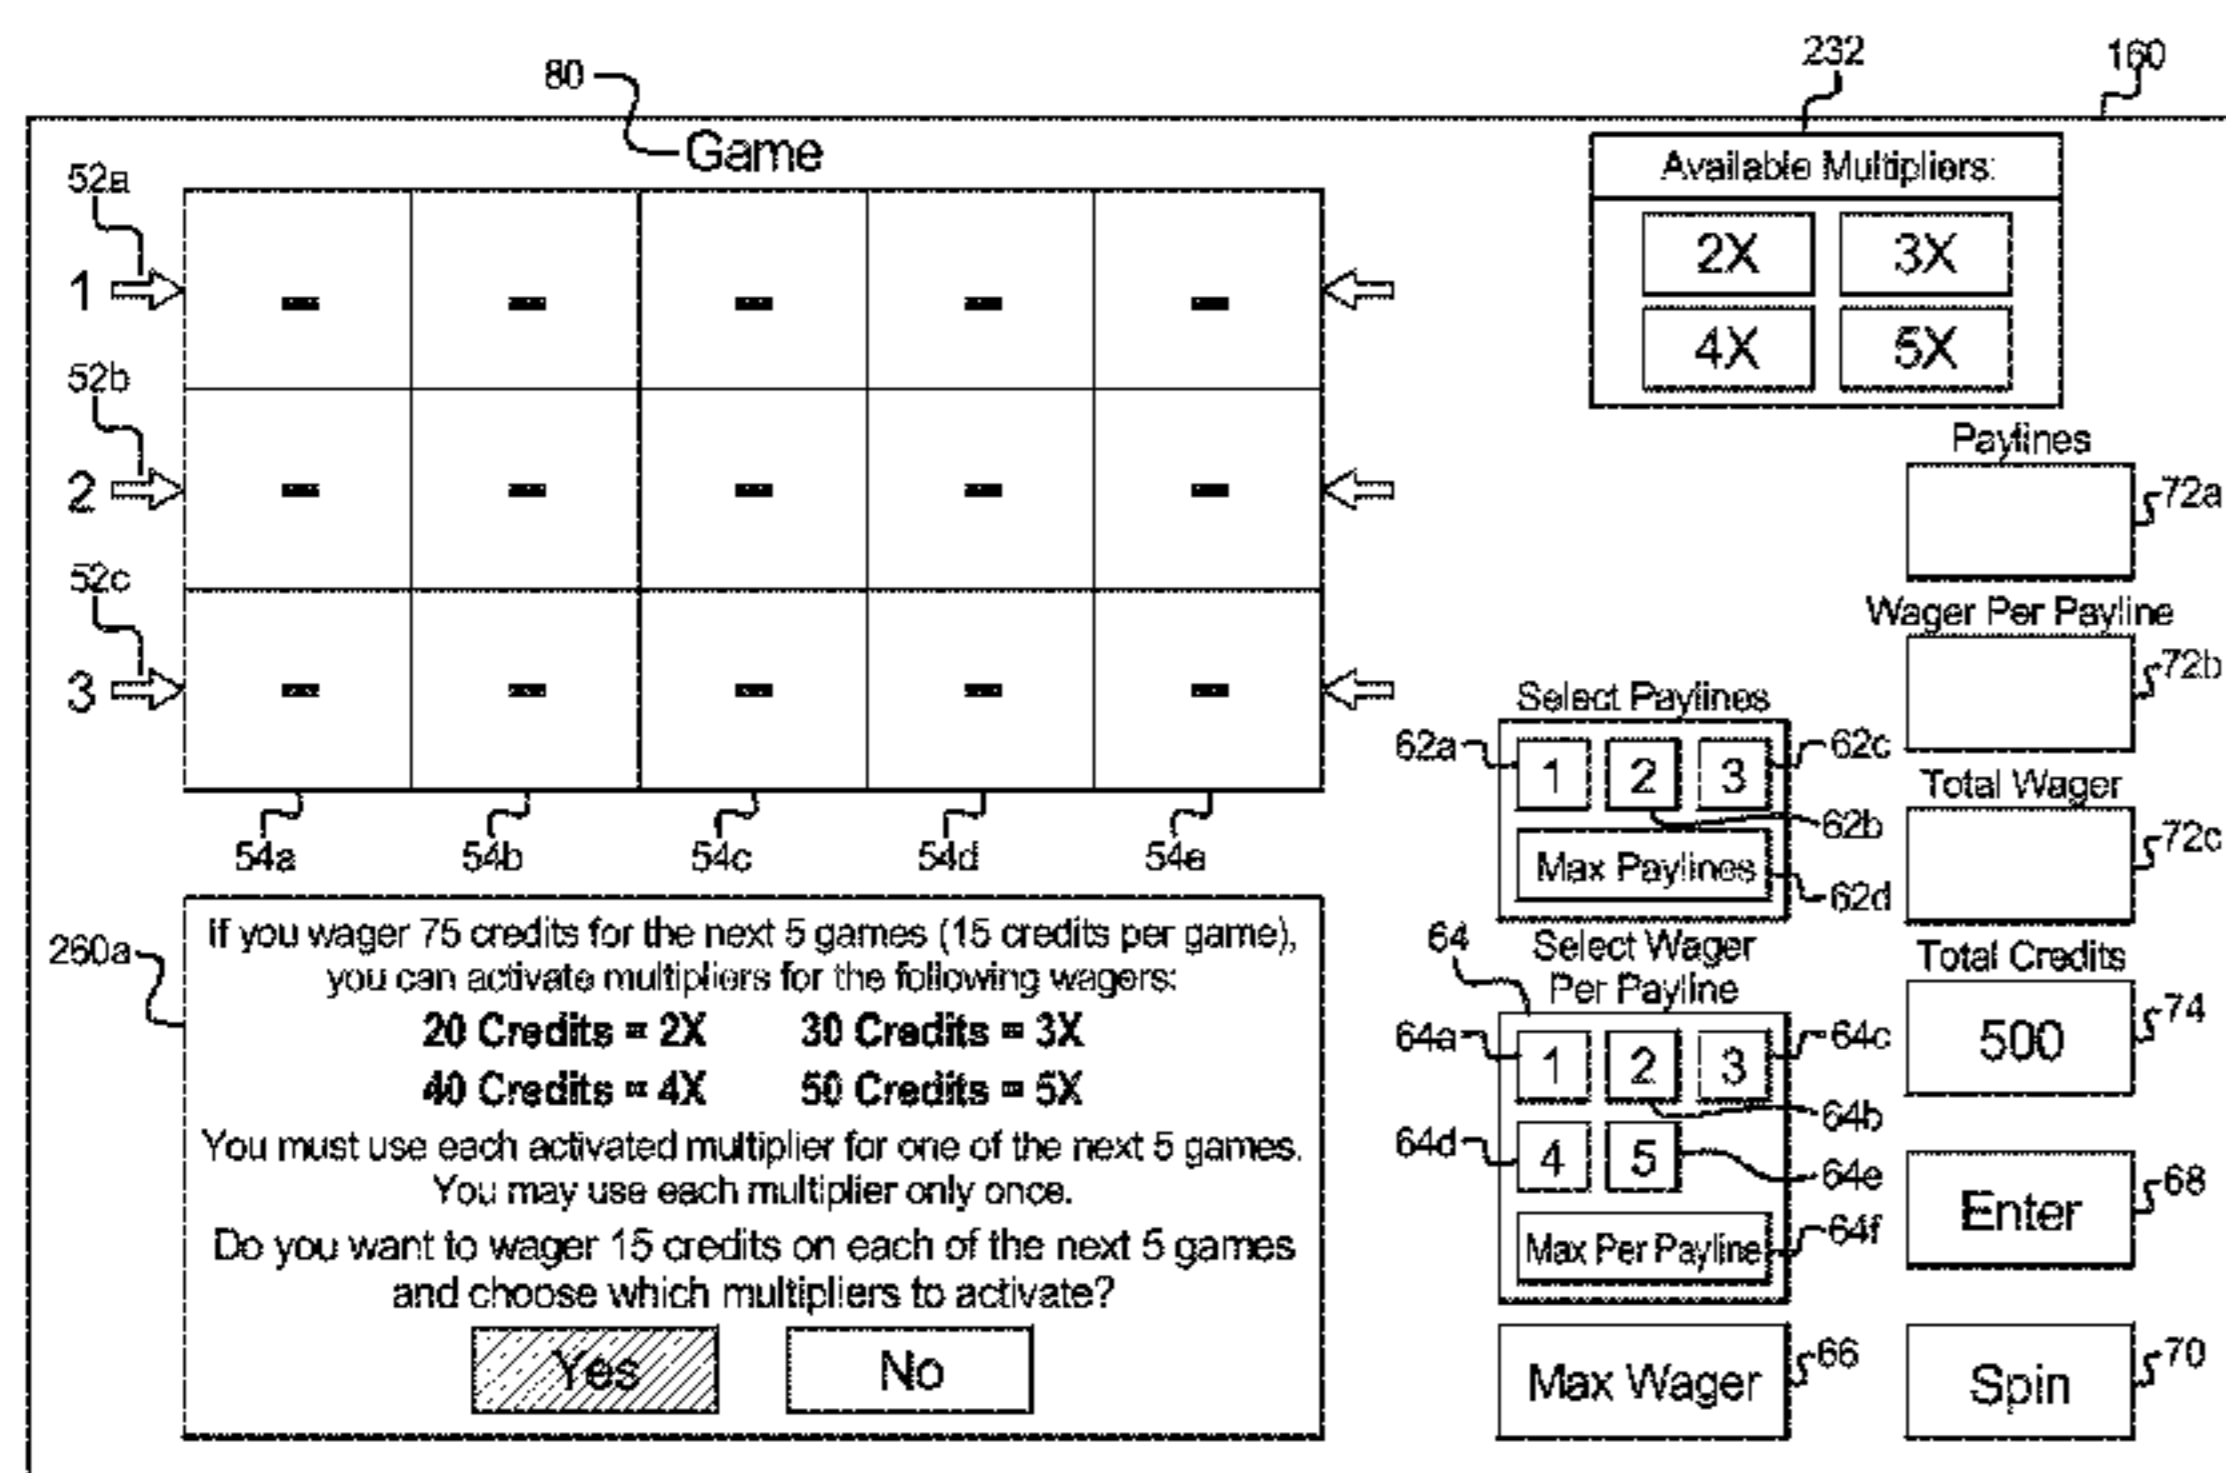 232
160
80
Game
Available Multipliers:
52a
2X 3X
1
4X 5X
52b
Paylines
72a
2
52c
Wager Per Payline
72b
3
Select Paylines
62a 1 2 3 62c
Total Wager
62b
72c
54a 54b 54c 54d 54e
Max Paylines
62d
260a
If you wager 75 credits for the next 5 games (15 credits per game),
you can activate multipliers for the following wagers:
20 Credits = 2X 30 Credits = 3X
40 Credits = 4X 50 Credits = 5X
You must use each activated multiplier for one of the next 5 games.
You may use each multiplier only once.
Do you want to wager 15 credits on each of the next 5 games
and choose which multipliers to activate?
Yes No
64
Select Wager
Per Payline
64a 1 2 3 64c
64b
64d 4 5 64e
Max Per Payline 64f
Max Wager 66
Total Credits
500 74
Enter 68
Spin 70